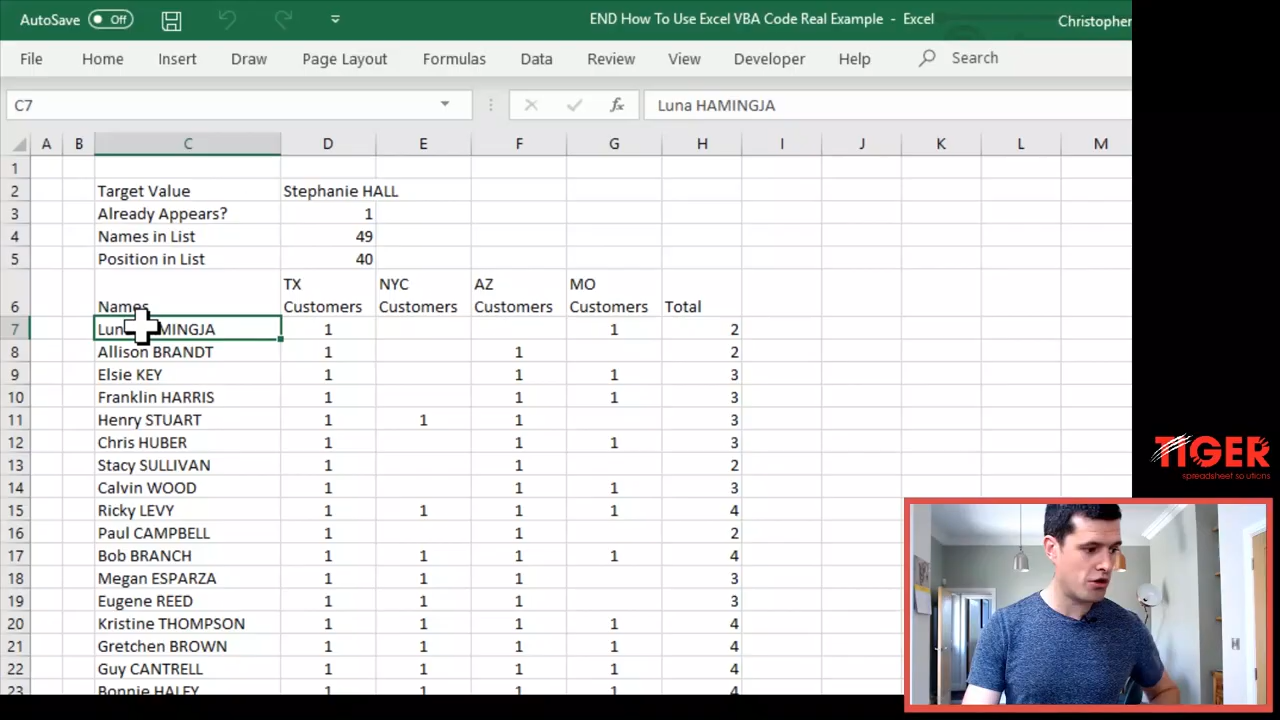 AutoSave Off END How To Use Excel VBA Code Real Example - Excel Christopher
File Home Insert Draw Page Layout Formulas Data Review View Developer Help Search
C7 fx Luna HAMINGJA
A B C D E F G H I J K L M
1
2 Target Value Stephanie HALL
3 Already Appears? 1
4 Names in List 49
5 Position in List 40
TX NYC AZ MO
6 Names Customers Customers Customers Customers Total
7 Luna HAMINGJA 1 1 2
8 Allison BRANDT 1 1 2
9 Elsie KEY 1 1 1 3
10 Franklin HARRIS 1 1 1 3
11 Henry STUART 1 1 1 3
12 Chris HUBER 1 1 1 3
13 Stacy SULLIVAN 1 1 2
14 Calvin WOOD 1 1 1 3
15 Ricky LEVY 1 1 1 1 4
16 Paul CAMPBELL 1 1 2
17 Bob BRANCH 1 1 1 1 4
18 Megan ESPARZA 1 1 1 3
19 Eugene REED 1 1 1 3
20 Kristine THOMPSON 1 1 1 1 4
21 Gretchen BROWN 1 1 1 1 4
22 Guy CANTRELL 1 1 1 1 4
23 Bonnie HALEY 1 1 1 1 4
TIGER
spreadsheet solutions